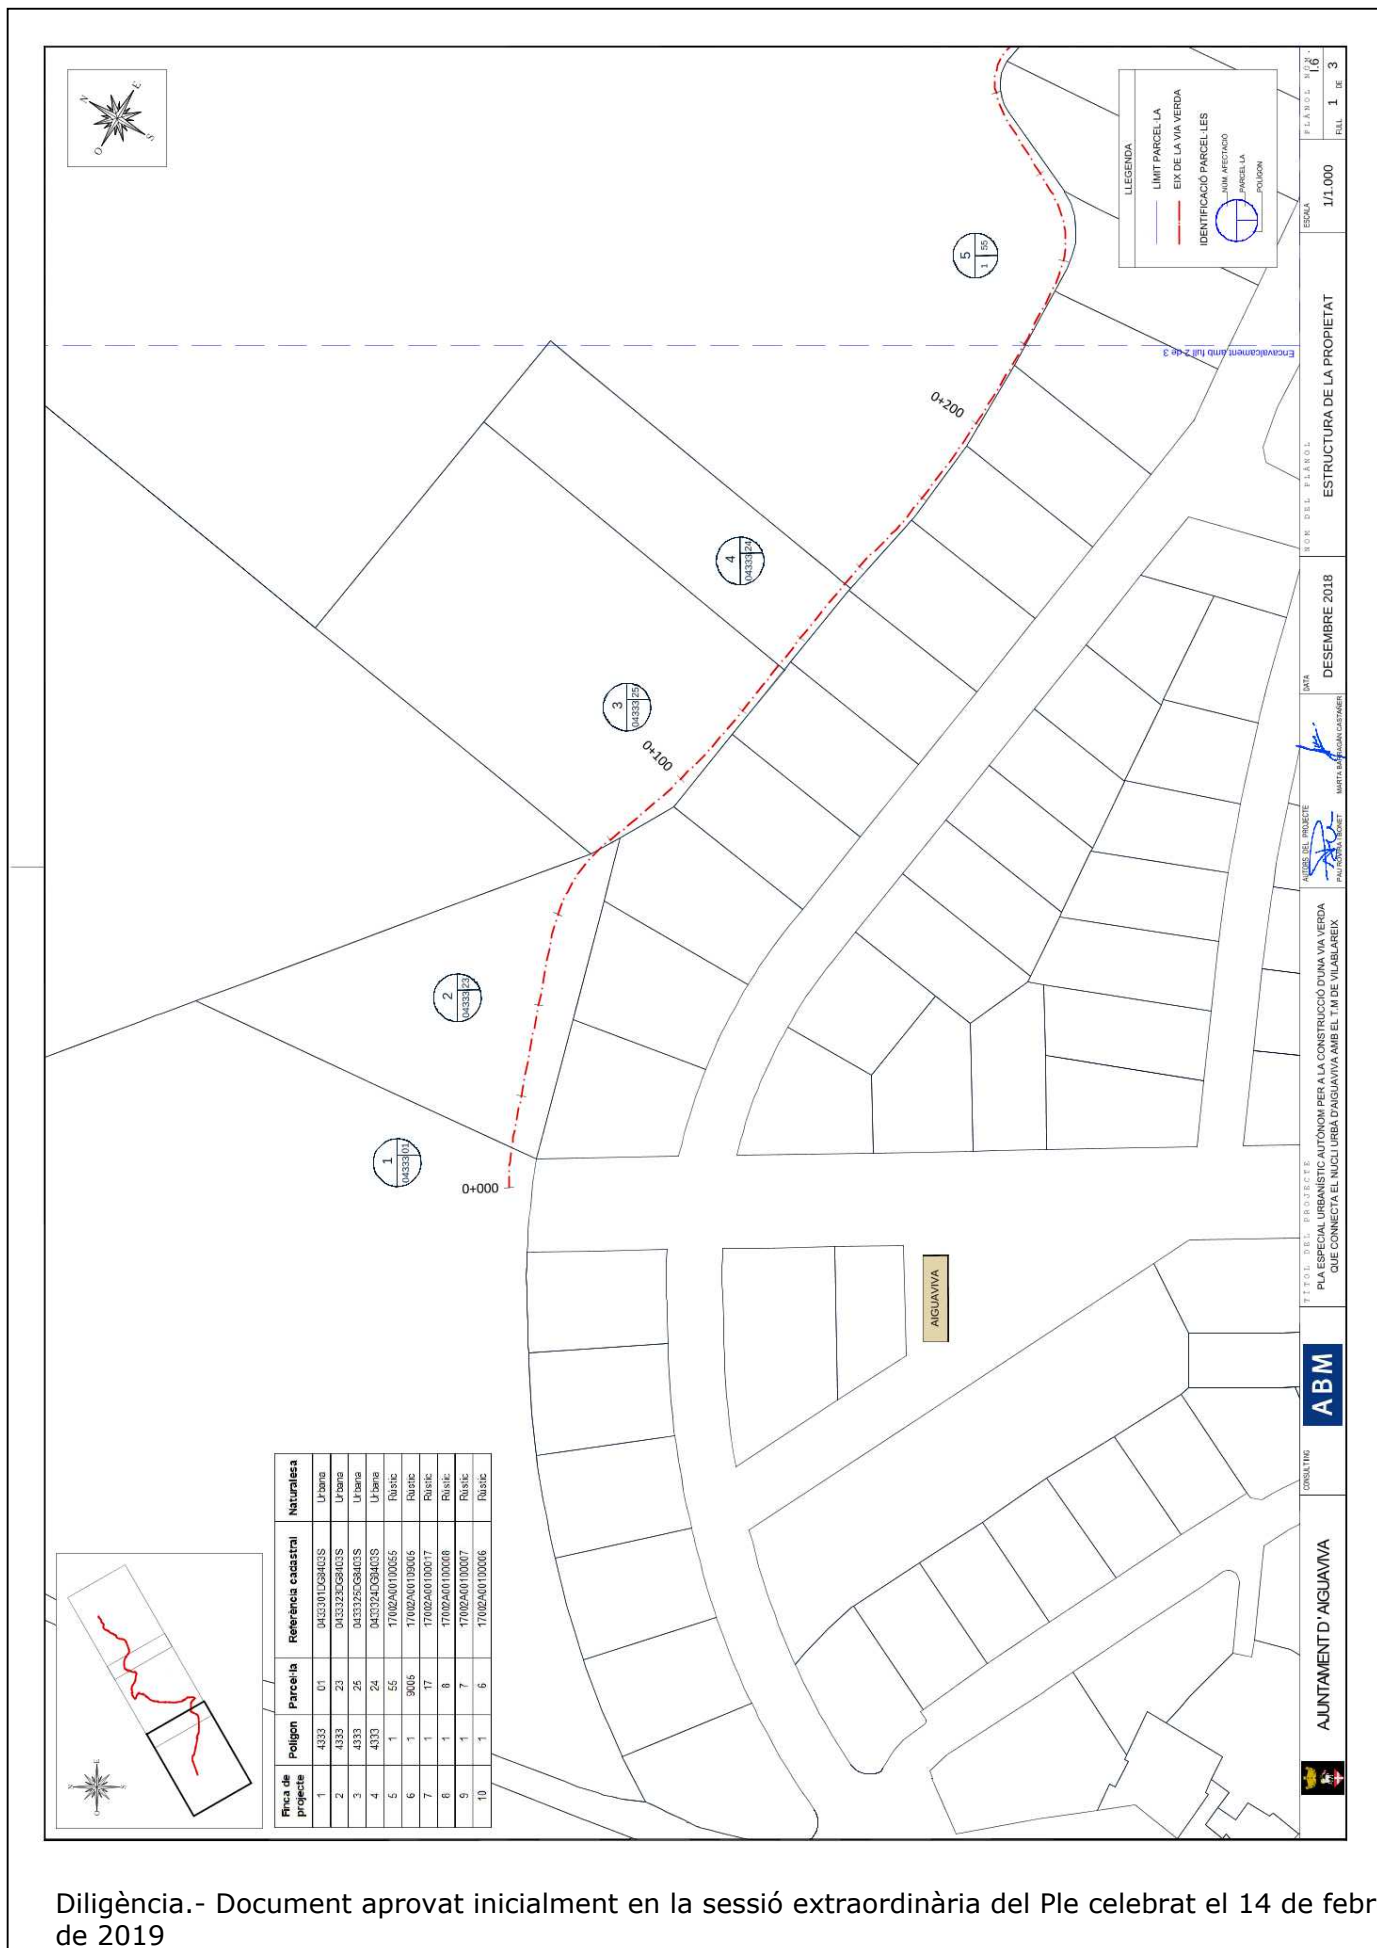 N
E
S
O
LLEGENDA
LÍMIT PARCEL·LA
EIX DE LA VIA VERDA
IDENTIFICACIÓ PARCEL·LES
NÚM. AFECTACIÓ
PARCEL·LA
POLÍGON
Encavalcament amb full 2 de 3
0+000
0+100
0+200
1
04333 01
2
04333 23
3
04333 25
4
04333 24
5
1 55
AIGUAVIVA
Finca de projecte Polígon Parcel·la Referència cadastral Naturalesa
1 4333 01 0433301DG8403S Urbana
2 4333 23 0433323DG8403S Urbana
3 4333 25 0433325DG8403S Urbana
4 4333 24 0433324DG8403S Urbana
5 1 55 17002A00100055 Rústic
6 1 9005 17002A00109005 Rústic
7 1 17 17002A00100017 Rústic
8 1 8 17002A00100008 Rústic
9 1 7 17002A00100007 Rústic
10 1 6 17002A00100006 Rústic
AJUNTAMENT D'AIGUAVIVA
CONSULTING
ABM
TÍTOL DEL PROJECTE
PLA ESPECIAL URBANÍSTIC AUTÒNOM PER A LA CONSTRUCCIÓ D'UNA VIA VERDA
QUE CONNECTA EL NUCLI URBÀ D'AIGUAVIVA AMB EL T.M DE VILABLAREIX
AUTORS DEL PROJECTE
PAU ROVIRA I BONET
MARTA BARRAGÁN CASTAÑER
DATA
DESEMBRE 2018
NOM DEL PLÀNOL
ESTRUCTURA DE LA PROPIETAT
ESCALA
1/1.000
PLÀNOL NÚM.
I.6
FULL 1 DE 3
Diligència.- Document aprovat inicialment en la sessió extraordinària del Ple celebrat el 14 de febr
de 2019